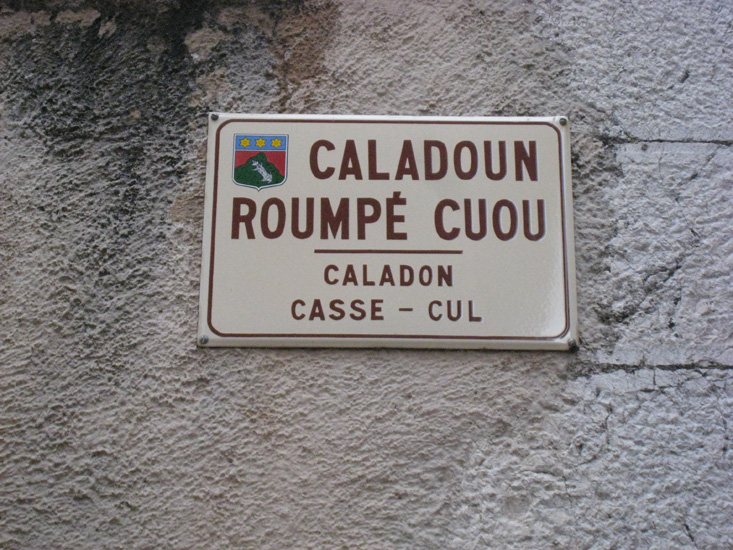 CALADOUN
ROUMPÉ CUOU
CALADON
CASSE - CUL